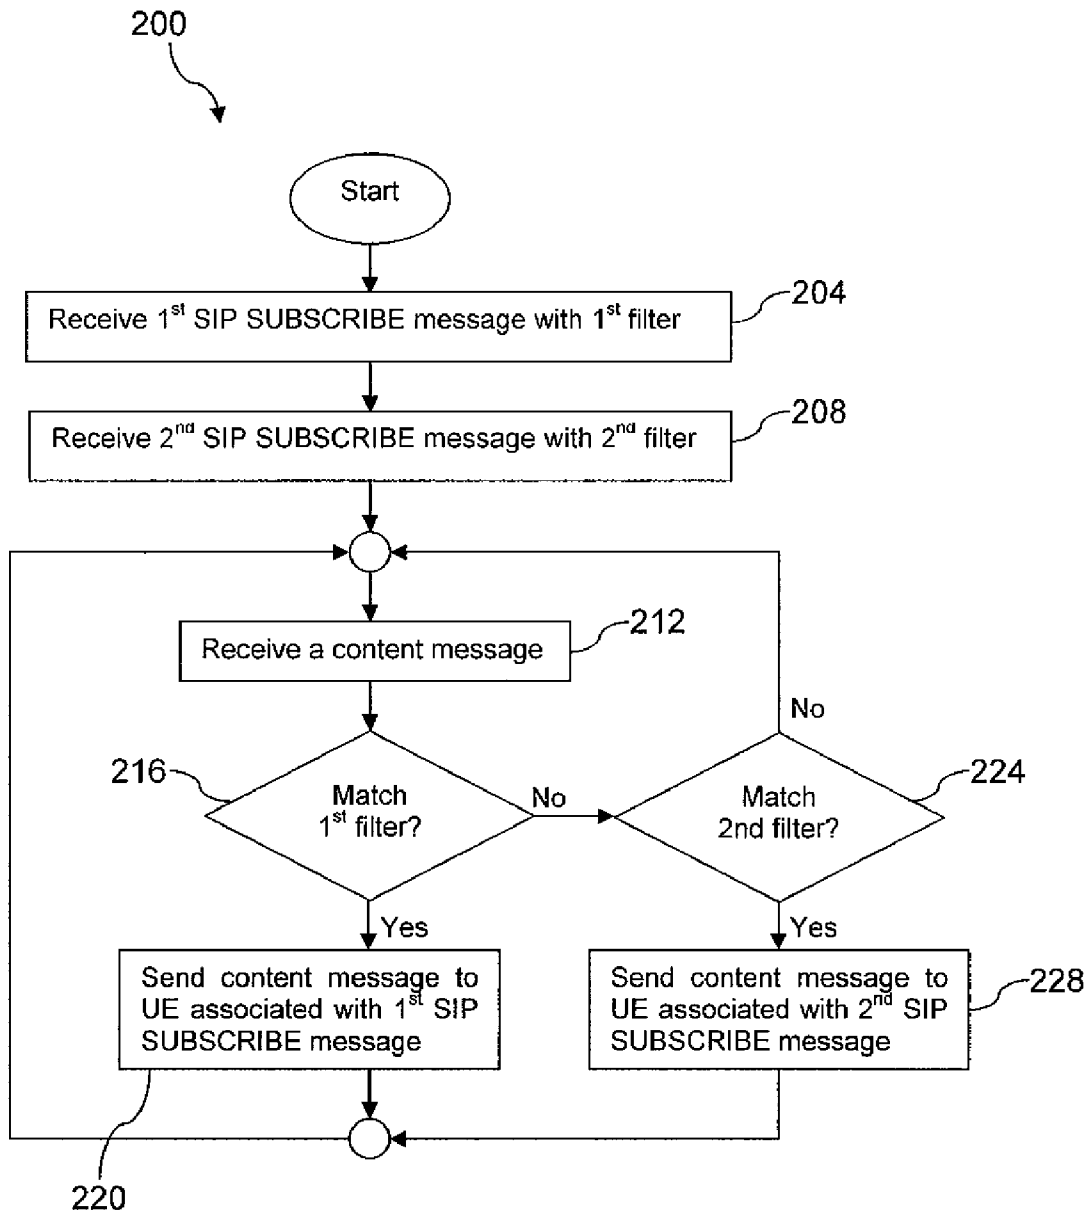 200
Start
Receive 1st SIP SUBSCRIBE message with 1st filter
204
Receive 2nd SIP SUBSCRIBE message with 2nd filter
208
Receive a content message
212
216
Match
1st filter?
No
Match
2nd filter?
No
224
Yes
Yes
Send content message to
UE associated with 1st SIP
SUBSCRIBE message
Send content message to
UE associated with 2nd SIP
SUBSCRIBE message
228
220